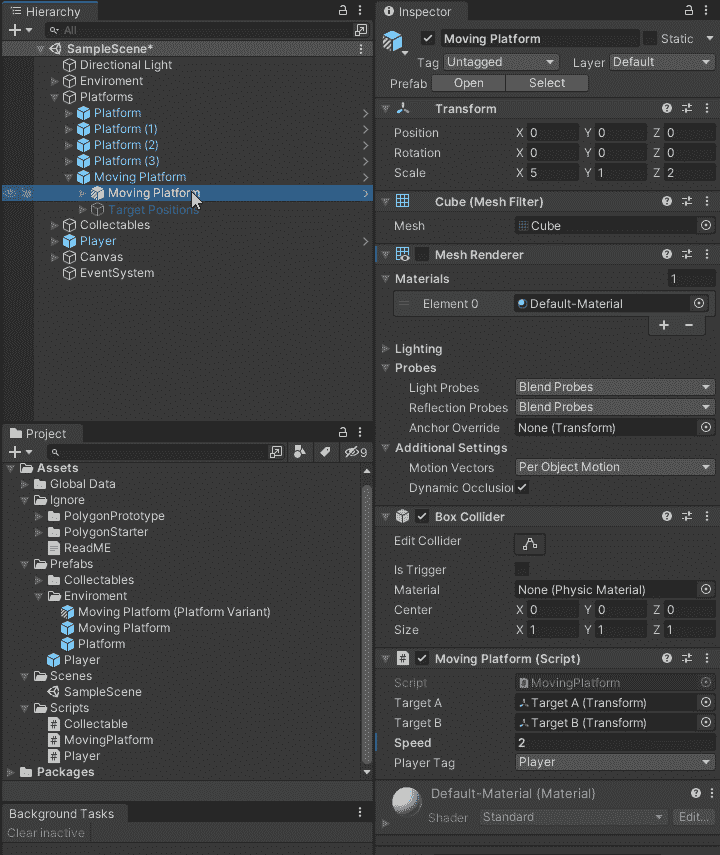 Hierarchy
All
SampleScene*
Directional Light
Enviroment
Platforms
Platform
Platform (1)
Platform (2)
Platform (3)
Moving Platform
Moving Platform
Target Positions
Collectables
Player
Canvas
EventSystem
Project
9
Assets
Global Data
Ignore
PolygonPrototype
PolygonStarter
ReadME
Prefabs
Collectables
Enviroment
Moving Platform (Platform Variant)
Moving Platform
Platform
Player
Scenes
SampleScene
Scripts
Collectable
MovingPlatform
Player
Packages
Background Tasks
Clear inactive
Inspector
Moving Platform Static
Tag Untagged Layer Default
Prefab Open Select
Transform
Position X 0 Y 0 Z 0
Rotation X 0 Y 0 Z 0
Scale X 5 Y 1 Z 2
Cube (Mesh Filter)
Mesh Cube
Mesh Renderer
Materials 1
Element 0 Default-Material
Lighting
Probes
Light Probes Blend Probes
Reflection Probes Blend Probes
Anchor Override None (Transform)
Additional Settings
Motion Vectors Per Object Motion
Dynamic Occlusion
Box Collider
Edit Collider
Is Trigger
Material None (Physic Material)
Center X 0 Y 0 Z 0
Size X 1 Y 1 Z 1
Moving Platform (Script)
Script MovingPlatform
Target A Target A (Transform)
Target B Target B (Transform)
Speed 2
Player Tag Player
Default-Material (Material)
Shader Standard Edit...